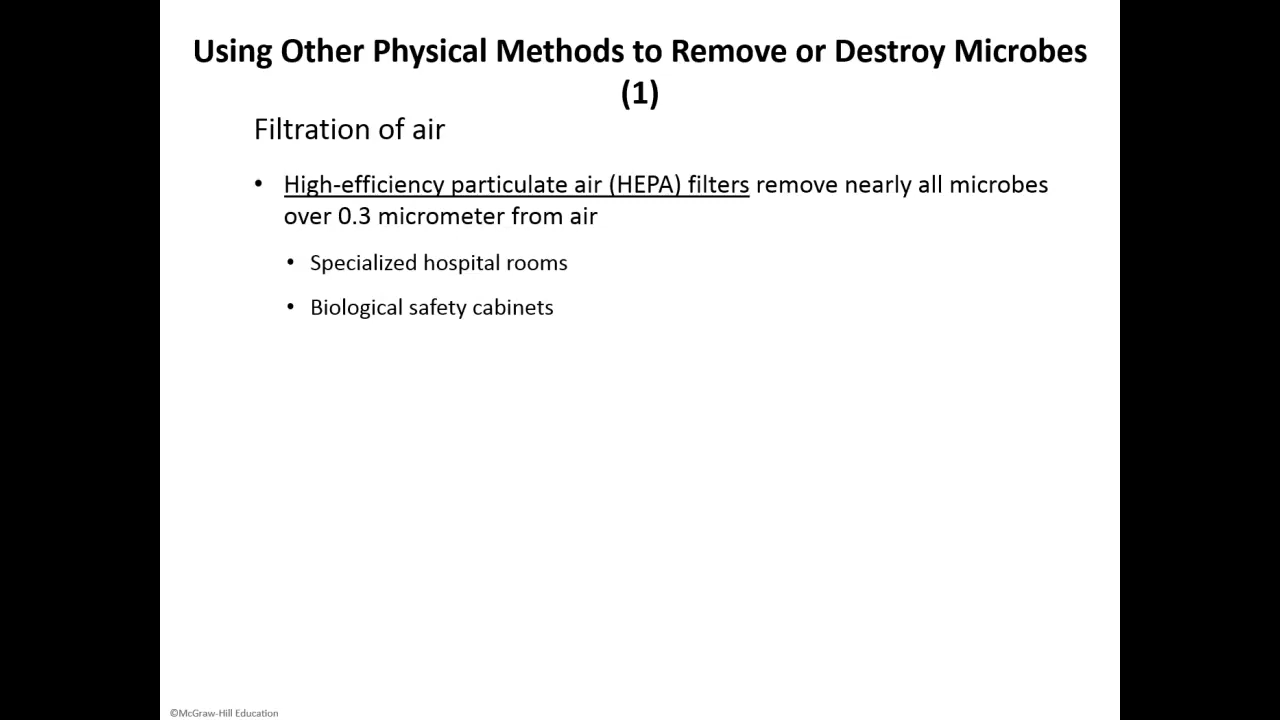 Using Other Physical Methods to Remove or Destroy Microbes
(1)
Filtration of air
• High-efficiency particulate air (HEPA) filters remove nearly all microbes
over 0.3 micrometer from air
• Specialized hospital rooms
• Biological safety cabinets
©McGraw-Hill Education